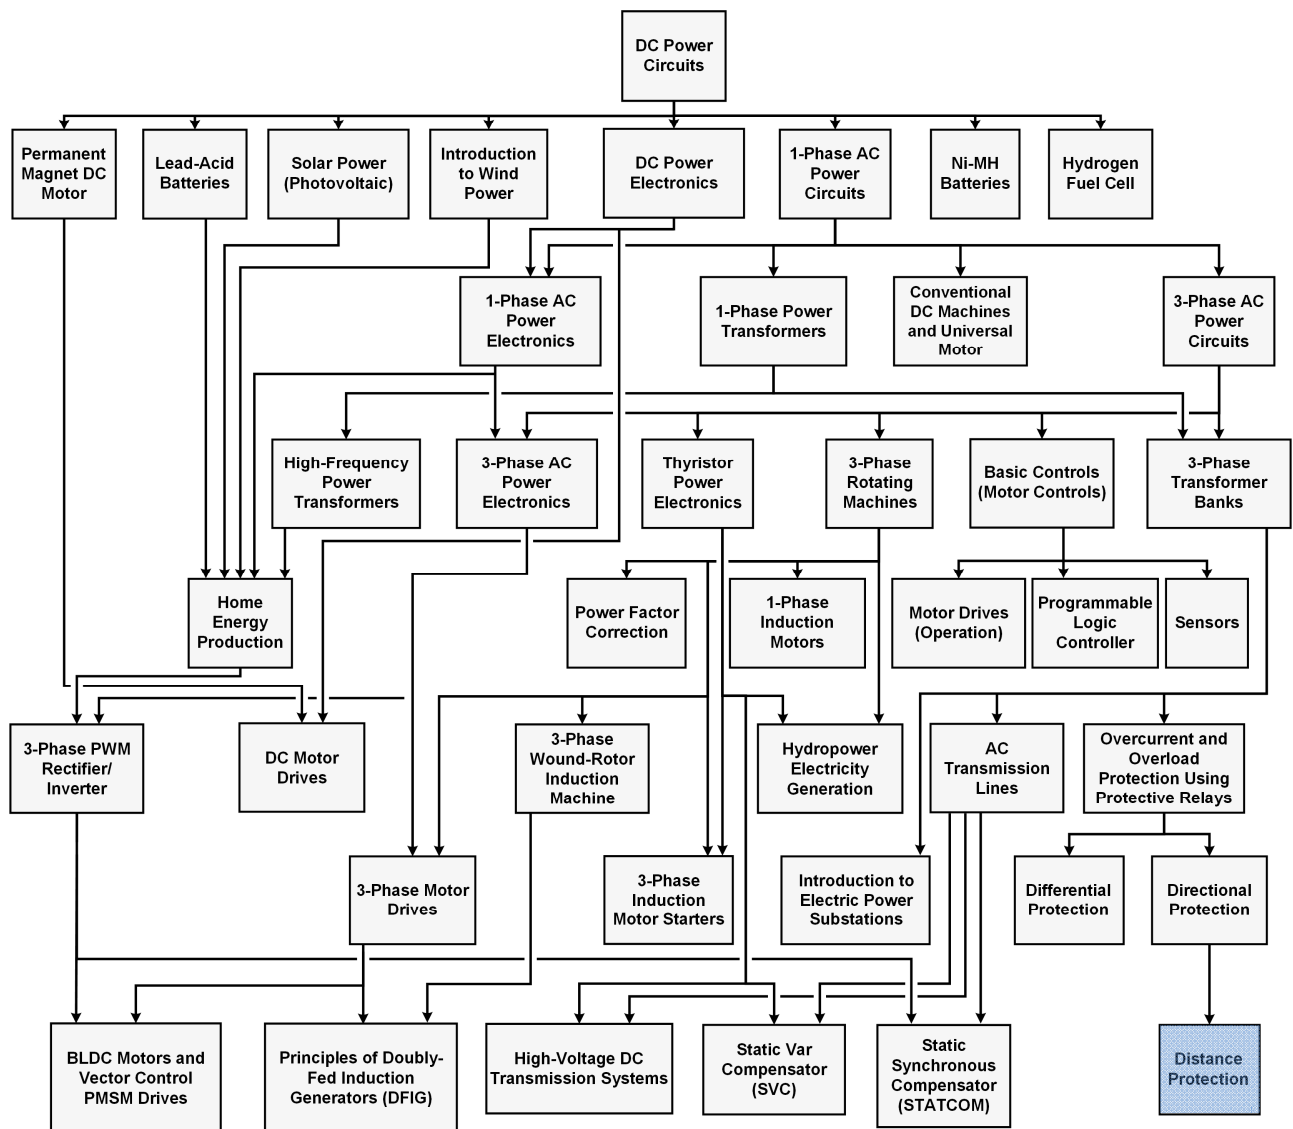 DC Power
Circuits
Permanent
Magnet DC
Motor
Lead-Acid
Batteries
Solar Power
(Photovoltaic)
Introduction
to Wind
Power
DC Power
Electronics
1-Phase AC
Power
Circuits
Ni-MH
Batteries
Hydrogen
Fuel Cell
1-Phase AC
Power
Electronics
1-Phase Power
Transformers
Conventional
DC Machines
and Universal
Motor
3-Phase AC
Power
Circuits
High-Frequency
Power
Transformers
3-Phase AC
Power
Electronics
Thyristor
Power
Electronics
3-Phase
Rotating
Machines
Basic Controls
(Motor Controls)
3-Phase
Transformer
Banks
Home
Energy
Production
Power Factor
Correction
1-Phase
Induction
Motors
Motor Drives
(Operation)
Programmable
Logic
Controller
Sensors
3-Phase PWM
Rectifier/
Inverter
DC Motor
Drives
3-Phase
Wound-Rotor
Induction
Machine
Hydropower
Electricity
Generation
AC
Transmission
Lines
Overcurrent and
Overload
Protection Using
Protective Relays
3-Phase Motor
Drives
3-Phase
Induction
Motor Starters
Introduction to
Electric Power
Substations
Differential
Protection
Directional
Protection
BLDC Motors and
Vector Control
PMSM Drives
Principles of Doubly-
Fed Induction
Generators (DFIG)
High-Voltage DC
Transmission Systems
Static Var
Compensator
(SVC)
Static
Synchronous
Compensator
(STATCOM)
Distance
Protection